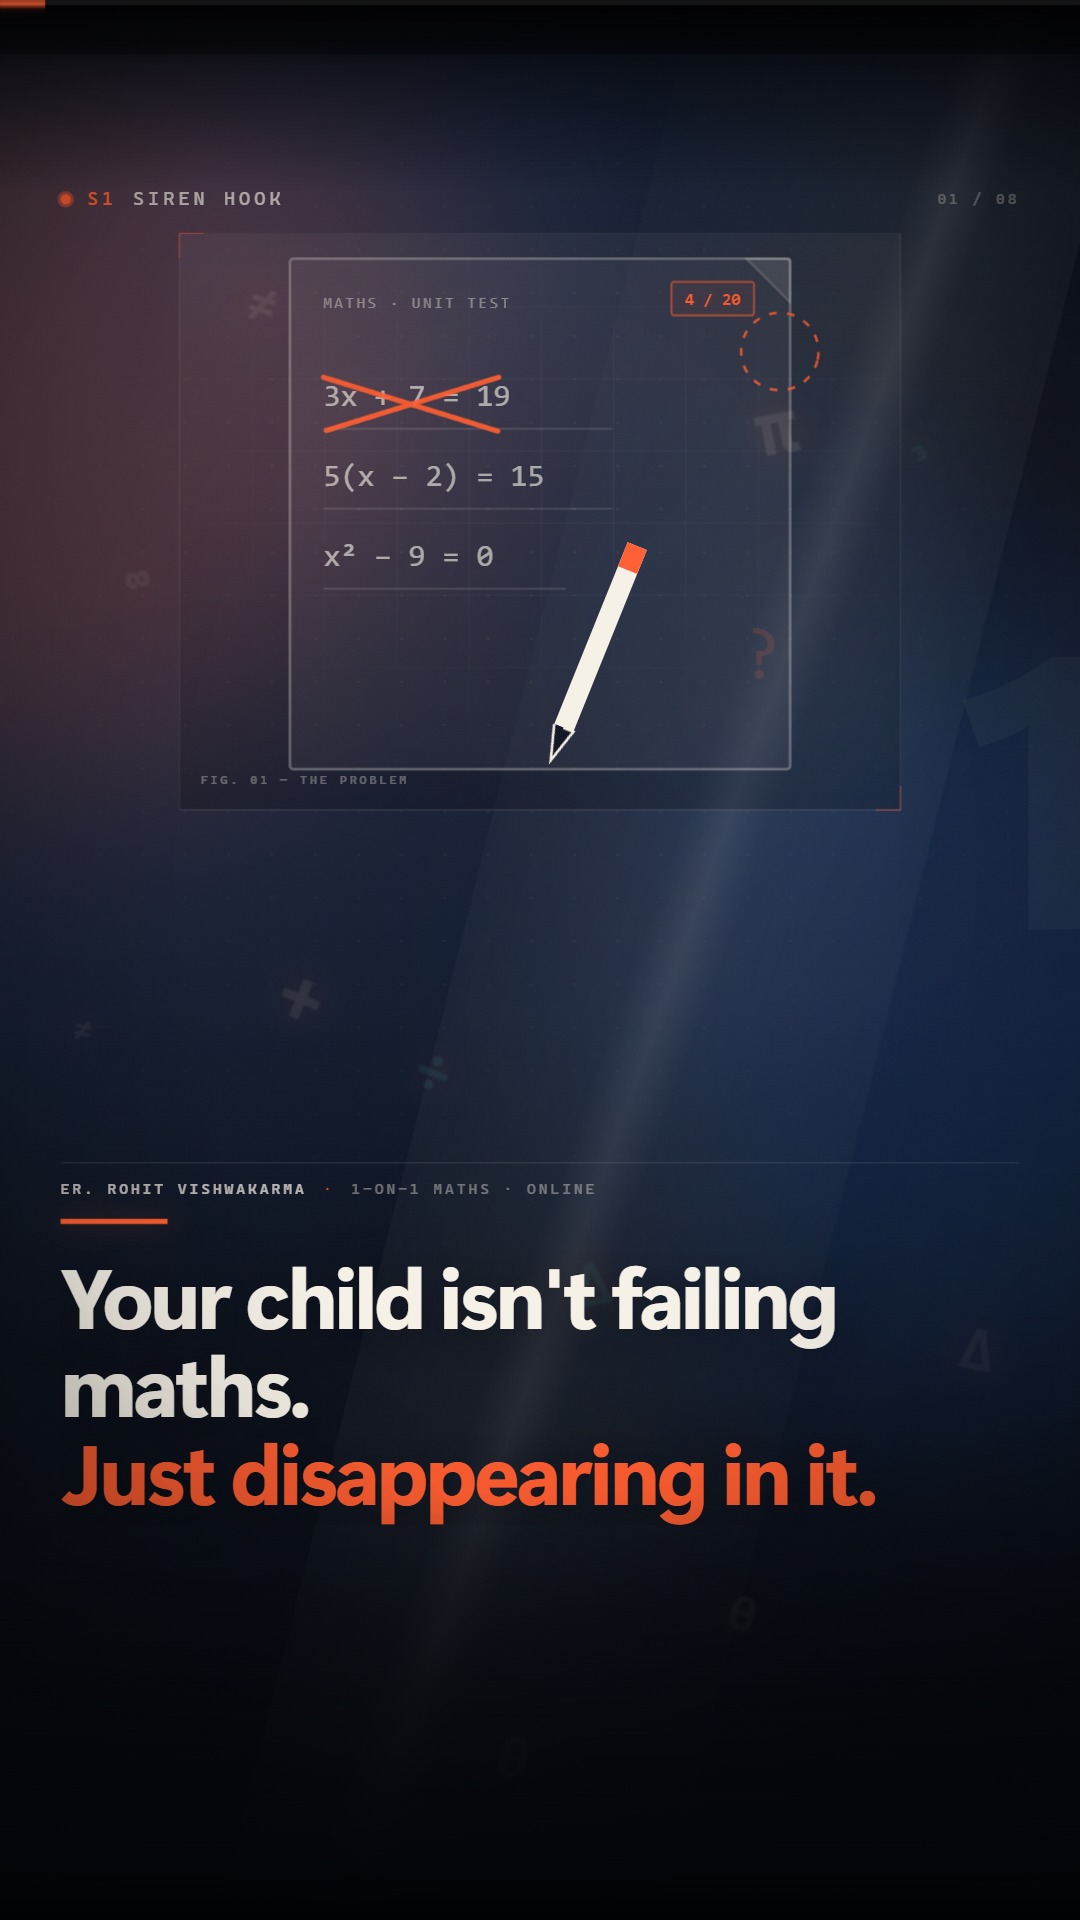 S1 SIREN HOOK
01 / 08
MATHS · UNIT TEST
4 / 20
3x + 7 = 19
5(x − 2) = 15
x² − 9 = 0
≠
π
?
FIG. 01 — THE PROBLEM
1
+
≠
÷
ER. ROHIT VISHWAKARMA · 1-ON-1 MATHS · ONLINE
Your child isn't failing
maths.
Just disappearing in it.
Δ
Δ
θ
θ